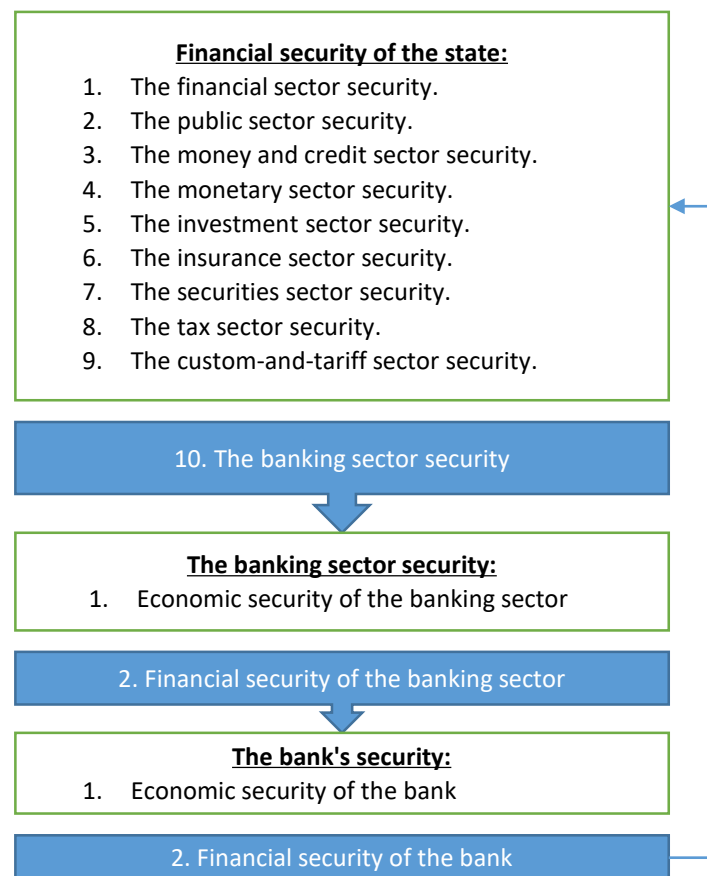 Financial security of the state:
1. The financial sector security.
2. The public sector security.
3. The money and credit sector security.
4. The monetary sector security.
5. The investment sector security.
6. The insurance sector security.
7. The securities sector security.
8. The tax sector security.
9. The custom-and-tariff sector security.
10. The banking sector security
The banking sector security:
1. Economic security of the banking sector
2. Financial security of the banking sector
The bank's security:
1. Economic security of the bank
2. Financial security of the bank